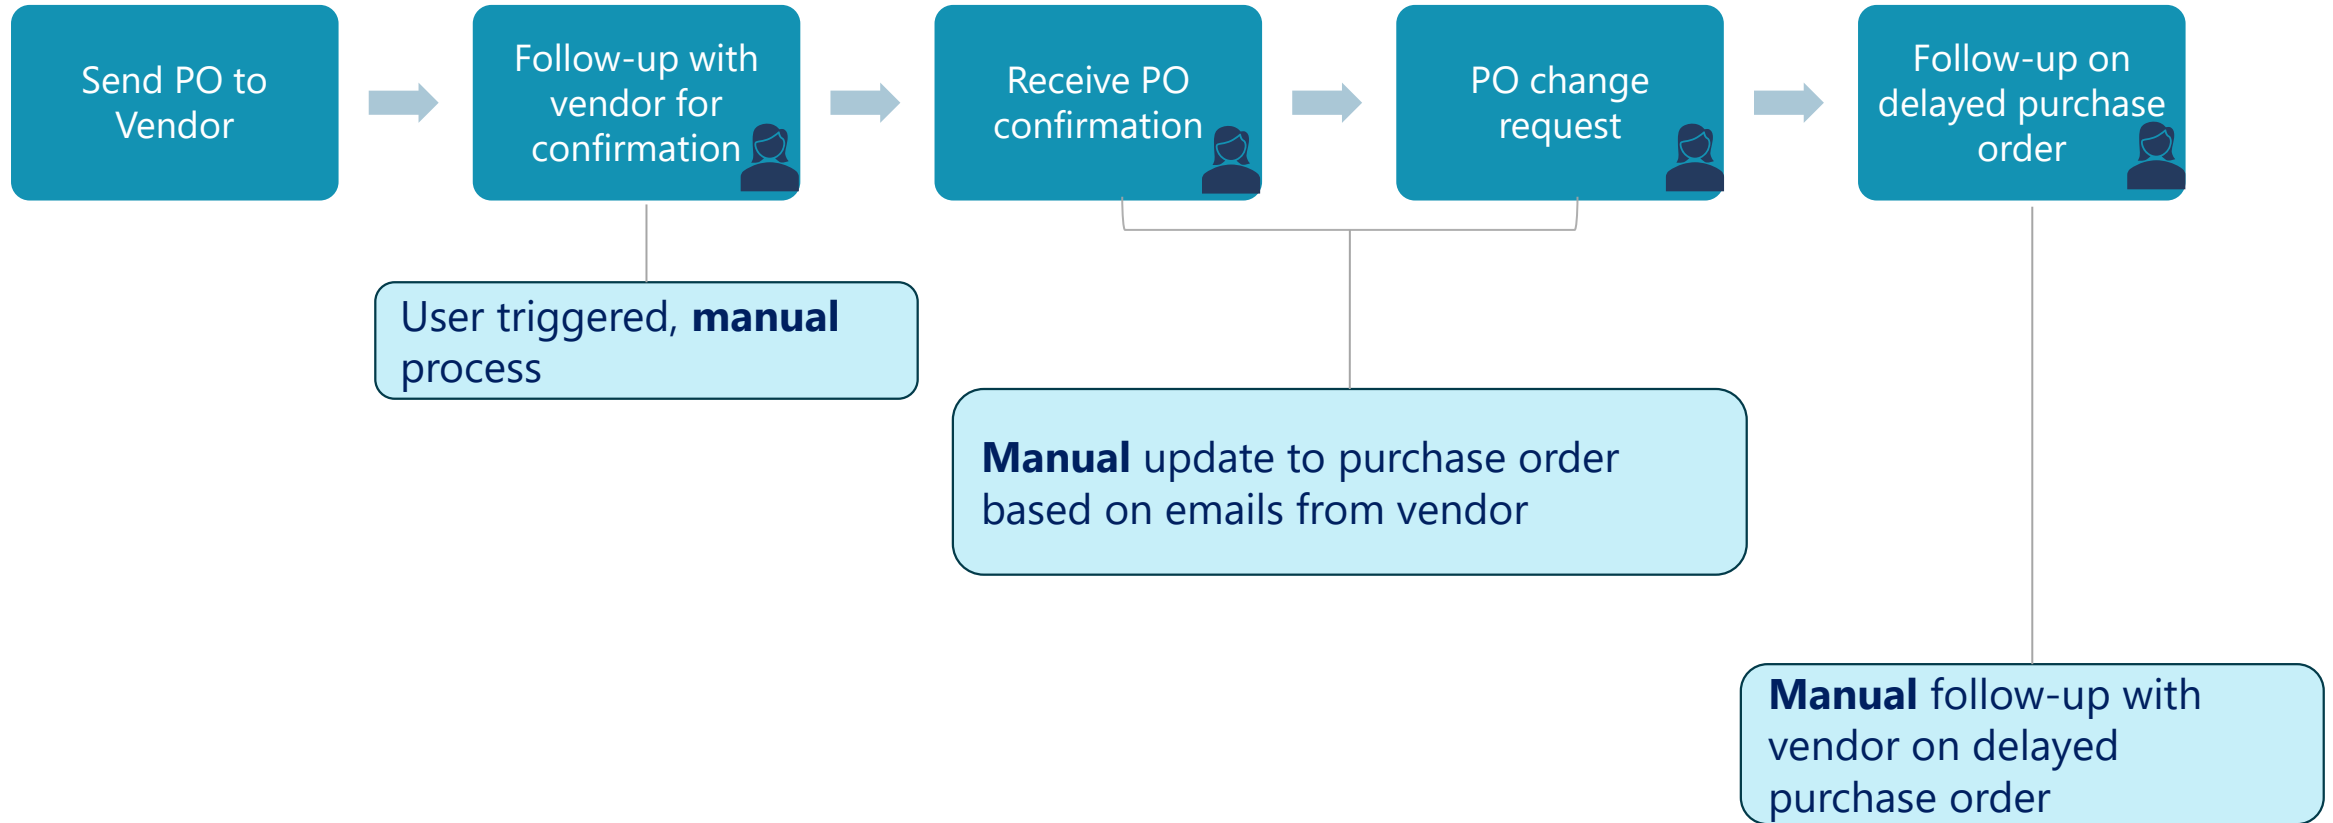 Send PO to
Vendor
Follow-up with
vendor for
confirmation
Receive PO
confirmation
PO change
request
Follow-up on
delayed purchase
order
User triggered, manual
process
Manual update to purchase order
based on emails from vendor
Manual follow-up with
vendor on delayed
purchase order